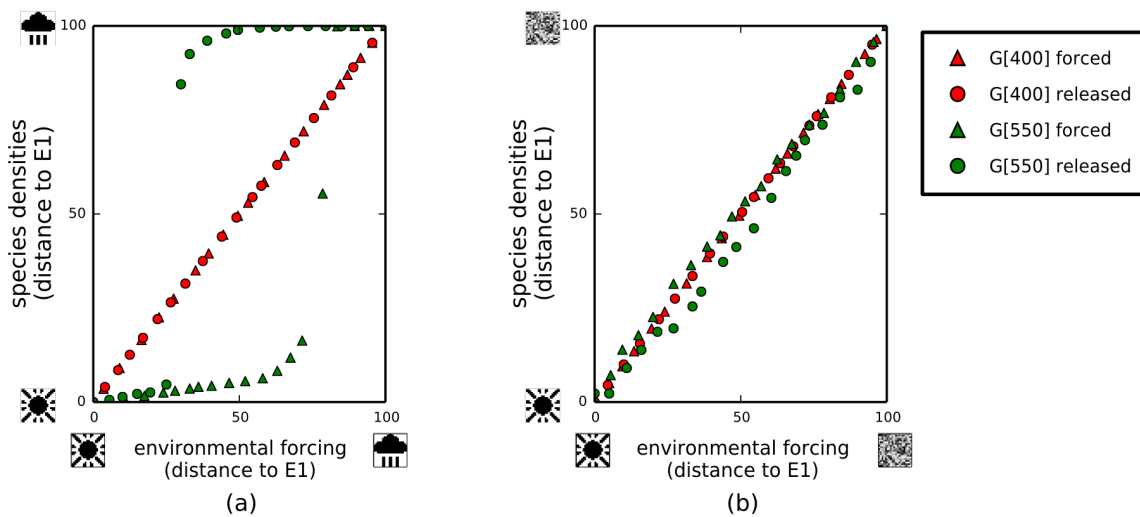 100
50
0
0
50
100
species densities
(distance to E1)
environmental forcing
(distance to E1)
(a)
100
50
0
0
50
100
species densities
(distance to E1)
environmental forcing
(distance to E1)
(b)
G[400] forced
G[400] released
G[550] forced
G[550] released